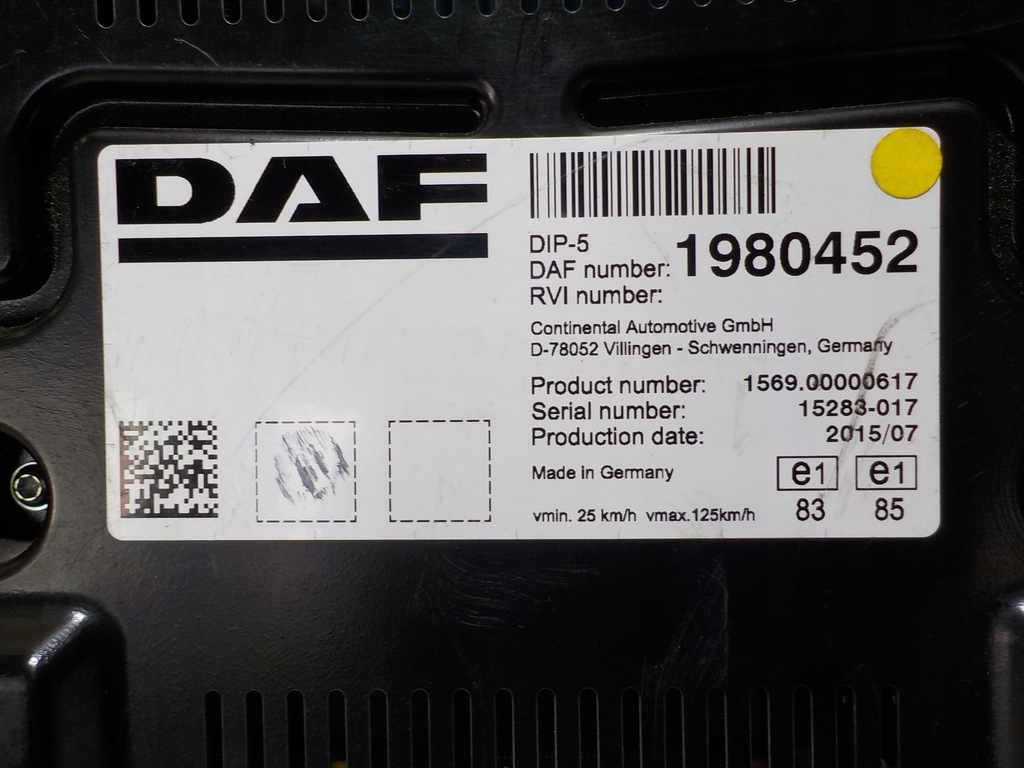 DAF
DIP-5
DAF number: 1980452
RVI number:
Continental Automotive GmbH
D-78052 Villingen - Schwenningen, Germany
Product number: 1569.00000617
Serial number: 15283-017
Production date: 2015/07
Made in Germany e1 e1
vmin. 25 km/h vmax.125km/h 83 85